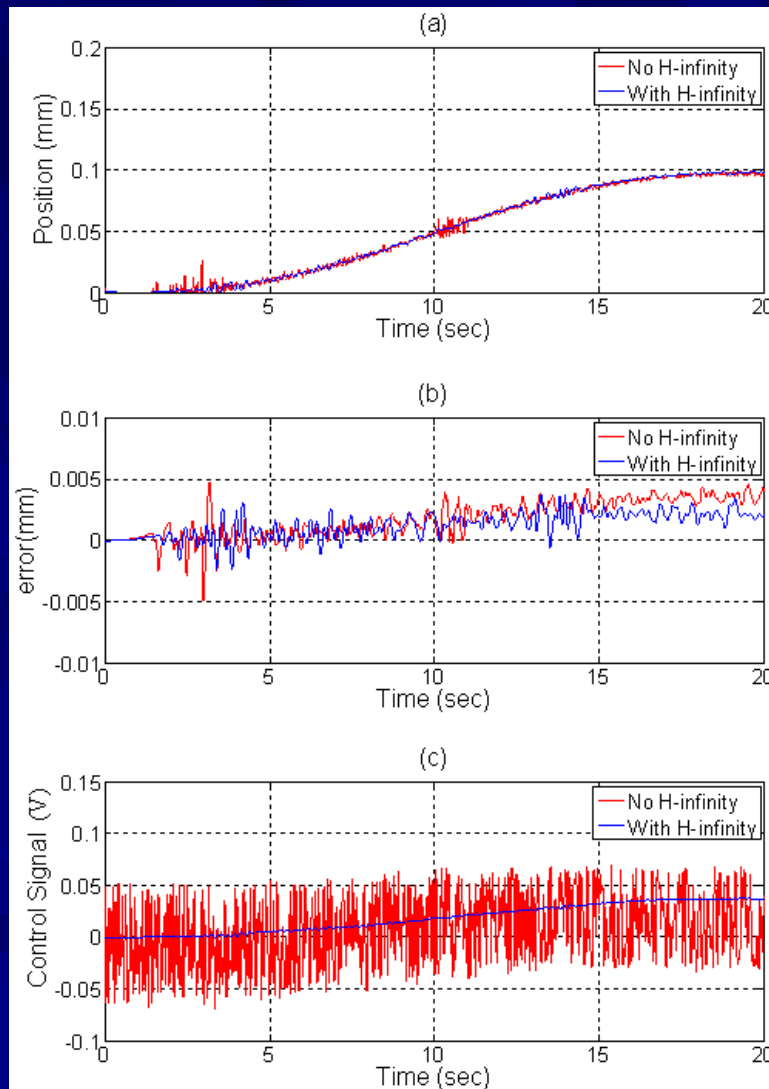 (a)
0.2
0.15
0.1
0.05
0
Position (mm)
No H-infinity
With H-infinity
0
5
10
15
20
Time (sec)
(b)
0.01
0.005
0
-0.005
-0.01
error(mm)
No H-infinity
With H-infinity
0
5
10
15
20
Time (sec)
(c)
0.15
0.1
0.05
0
-0.05
-0.1
Control Signal (V)
No H-infinity
With H-infinity
0
5
10
15
20
Time (sec)